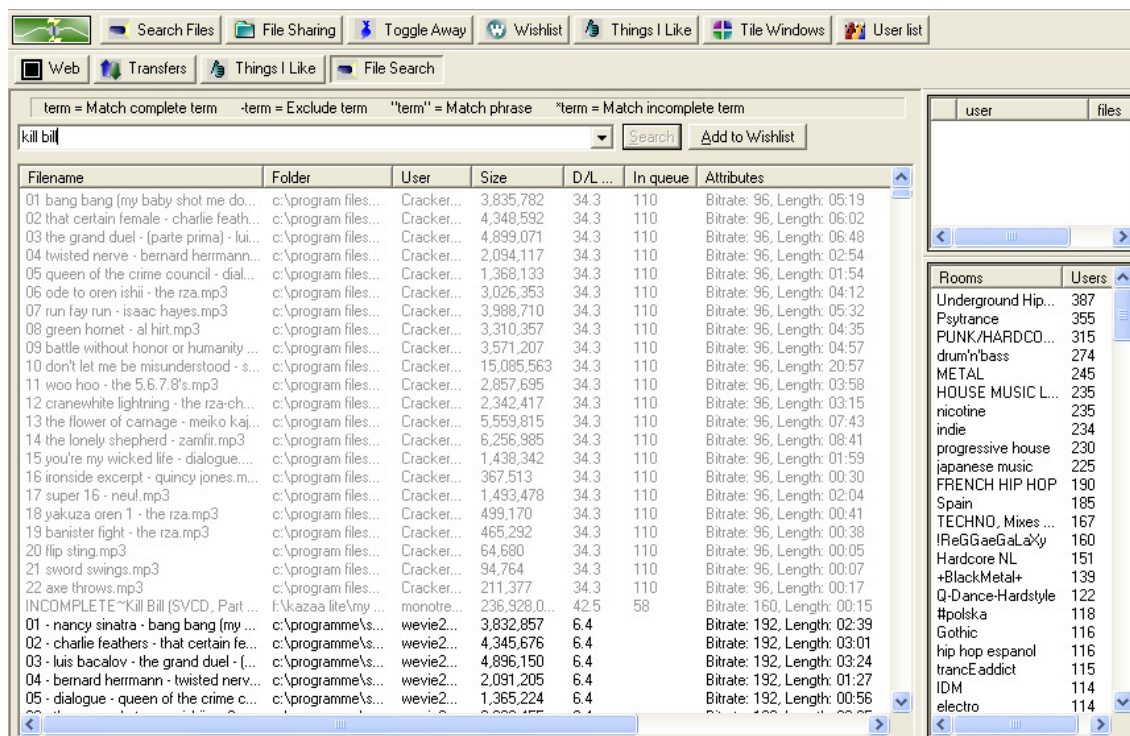 Search Files File Sharing Toggle Away Wishlist Things I Like Tile Windows User list
Web Transfers Things I Like File Search
term = Match complete term -term = Exclude term "term" = Match phrase *term = Match incomplete term
kill bill Search Add to Wishlist
Filename Folder User Size D/L ... In queue Attributes
01 bang bang (my baby shot me do... c:\program files... Cracker... 3,835,782 34.3 110 Bitrate: 96, Length: 05:19
02 that certain female - charlie feath... c:\program files... Cracker... 4,348,592 34.3 110 Bitrate: 96, Length: 06:02
03 the grand duel - (parte prima) - lui... c:\program files... Cracker... 4,899,071 34.3 110 Bitrate: 96, Length: 06:48
04 twisted nerve - bernard herrmann... c:\program files... Cracker... 2,094,117 34.3 110 Bitrate: 96, Length: 02:54
05 queen of the crime council - dial... c:\program files... Cracker... 1,368,133 34.3 110 Bitrate: 96, Length: 01:54
06 ode to oren ishii - the rza.mp3 c:\program files... Cracker... 3,026,353 34.3 110 Bitrate: 96, Length: 04:12
07 run fay run - isaac hayes.mp3 c:\program files... Cracker... 3,988,710 34.3 110 Bitrate: 96, Length: 05:32
08 green hornet - al hirt.mp3 c:\program files... Cracker... 3,310,357 34.3 110 Bitrate: 96, Length: 04:35
09 battle without honor or humanity ... c:\program files... Cracker... 3,571,207 34.3 110 Bitrate: 96, Length: 04:57
10 don't let me be misunderstood - s... c:\program files... Cracker... 15,085,563 34.3 110 Bitrate: 96, Length: 20:57
11 woo hoo - the 5.6.7.8's.mp3 c:\program files... Cracker... 2,857,695 34.3 110 Bitrate: 96, Length: 03:58
12 cranewhite lightning - the rza-ch... c:\program files... Cracker... 2,342,417 34.3 110 Bitrate: 96, Length: 03:15
13 the flower of carnage - meiko kaj... c:\program files... Cracker... 5,559,815 34.3 110 Bitrate: 96, Length: 07:43
14 the lonely shepherd - zamfir.mp3 c:\program files... Cracker... 6,256,985 34.3 110 Bitrate: 96, Length: 08:41
15 you're my wicked life - dialogue.... c:\program files... Cracker... 1,438,342 34.3 110 Bitrate: 96, Length: 01:59
16 ironside excerpt - quincy jones.m... c:\program files... Cracker... 367,513 34.3 110 Bitrate: 96, Length: 00:30
17 super 16 - neu!.mp3 c:\program files... Cracker... 1,493,478 34.3 110 Bitrate: 96, Length: 02:04
18 yakuza oren 1 - the rza.mp3 c:\program files... Cracker... 499,170 34.3 110 Bitrate: 96, Length: 00:41
19 banister fight - the rza.mp3 c:\program files... Cracker... 465,292 34.3 110 Bitrate: 96, Length: 00:38
20 flip sting.mp3 c:\program files... Cracker... 64,680 34.3 110 Bitrate: 96, Length: 00:05
21 sword swings.mp3 c:\program files... Cracker... 94,764 34.3 110 Bitrate: 96, Length: 00:07
22 axe throws.mp3 c:\program files... Cracker... 211,377 34.3 110 Bitrate: 96, Length: 00:17
INCOMPLETE~Kill Bill (SVCD, Part ... f:\kazaa lite\my ... monotre... 236,928,0... 42.5 58 Bitrate: 160, Length: 00:15
01 - nancy sinatra - bang bang (my ... c:\programme\s... wevie2... 3,832,857 6.4 Bitrate: 192, Length: 02:39
02 - charlie feathers - that certain fe... c:\programme\s... wevie2... 4,345,676 6.4 Bitrate: 192, Length: 03:01
03 - luis bacalov - the grand duel - (... c:\programme\s... wevie2... 4,896,150 6.4 Bitrate: 192, Length: 03:24
04 - bernard herrmann - twisted nerv... c:\programme\s... wevie2... 2,091,205 6.4 Bitrate: 192, Length: 01:27
05 - dialogue - queen of the crime c... c:\programme\s... wevie2... 1,365,224 6.4 Bitrate: 192, Length: 00:56
user files
Rooms Users
Underground Hip... 387
Psytrance 355
PUNK/HARDCO... 315
drum'n'bass 274
METAL 245
HOUSE MUSIC L... 235
nicotine 235
indie 234
progressive house 230
japanese music 225
FRENCH HIP HOP 190
Spain 185
TECHNO, Mixes ... 167
!ReGGaeGaLaXy 160
Hardcore NL 151
+BlackMetal+ 139
Q-Dance-Hardstyle 122
#polska 118
Gothic 116
hip hop espanol 116
trancEaddict 115
IDM 114
electro 114